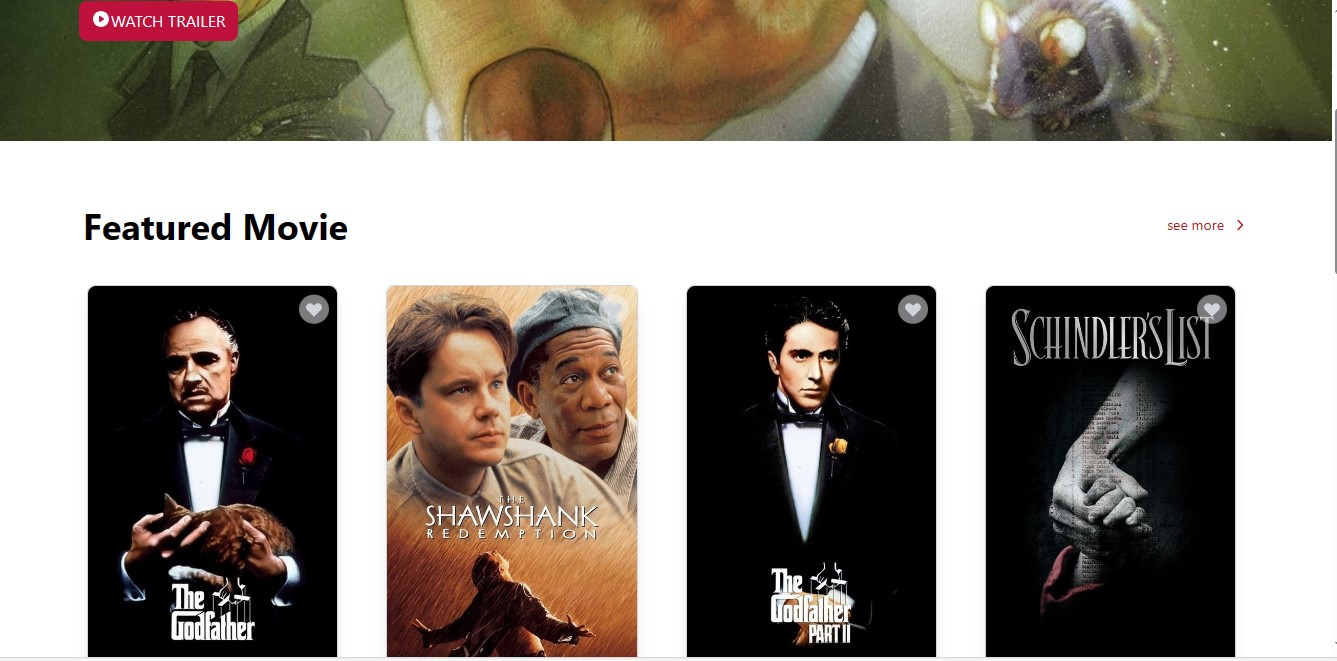 WATCH TRAILER
Featured Movie
see more
The
Godfather
THE
SHAWSHANK
REDEMPTION
The
Godfather
PART II
SCHINDLER'S LIST